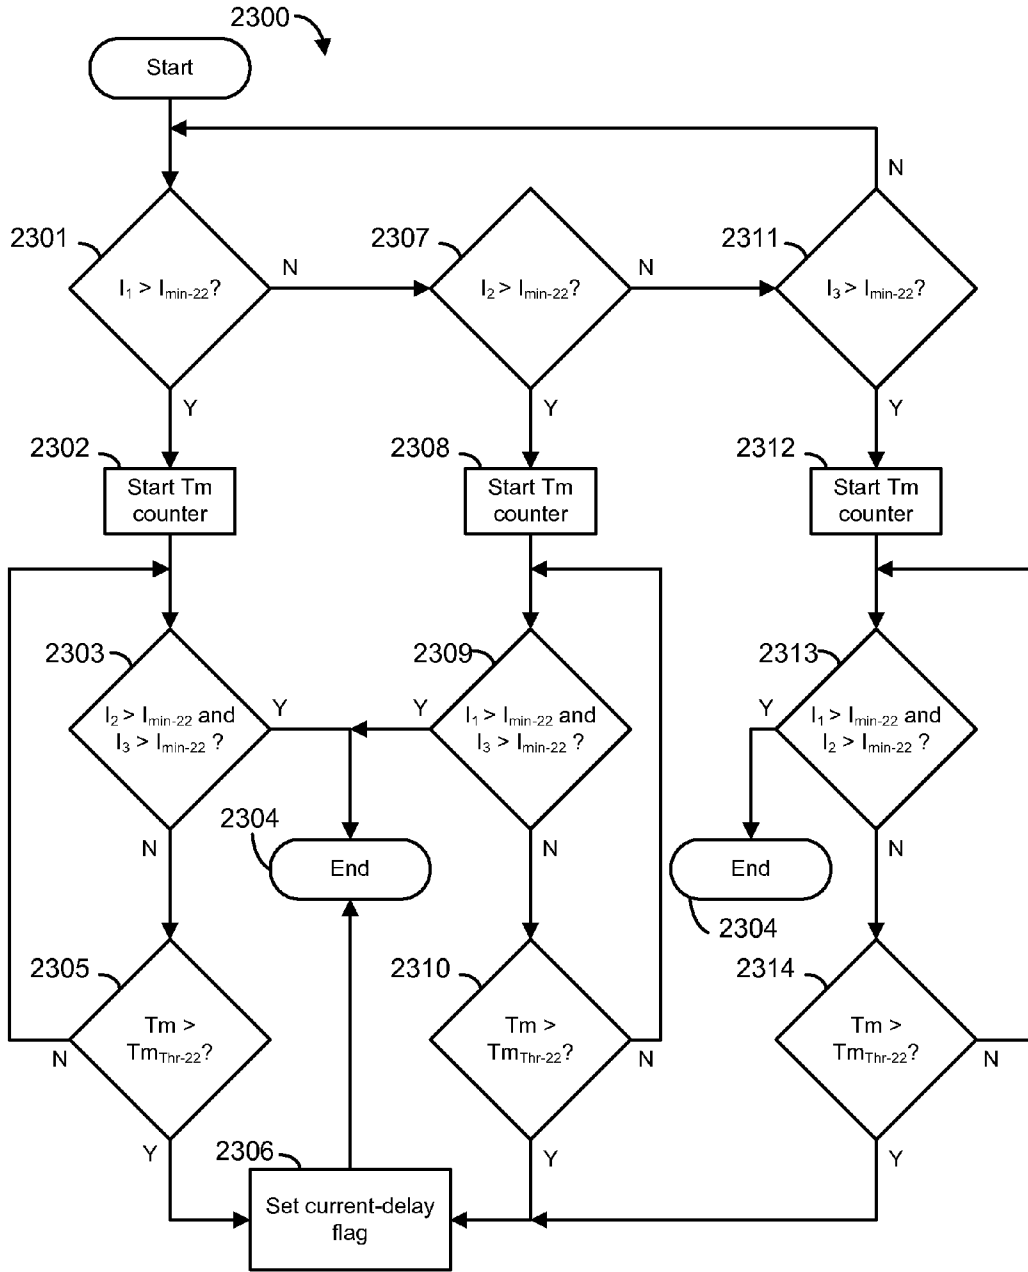 2300
Start
N
2301
2307
2311
I₁ > Imin-22?
N
I₂ > Imin-22?
N
I₃ > Imin-22?
Y
Y
Y
2302
2308
2312
Start Tm
counter
Start Tm
counter
Start Tm
counter
2303
2309
2313
I₂ > Imin-22 and
I₃ > Imin-22 ?
Y
Y
I₁ > Imin-22 and
I₃ > Imin-22 ?
Y
I₁ > Imin-22 and
I₂ > Imin-22 ?
2304
N
N
N
End
End
2304
2305
2310
2314
Tm >
TmThr-22?
N
Tm >
TmThr-22?
N
Tm >
TmThr-22?
N
Y
2306
Y
Y
Set current-delay
flag